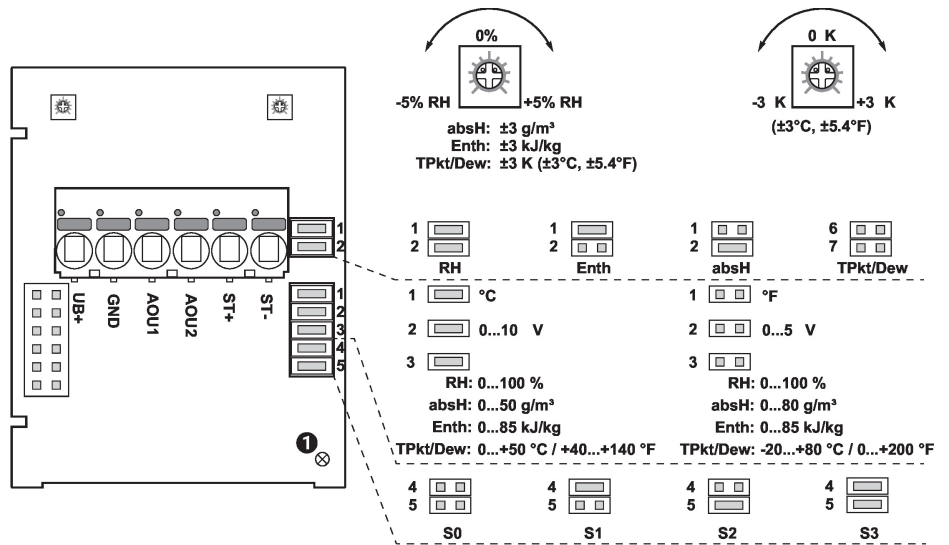 0%
-5% RH +5% RH
absH: ±3 g/m³
Enth: ±3 kJ/kg
TPkt/Dew: ±3 K (±3°C, ±5.4°F)
0 K
-3 K +3 K
(±3°C, ±5.4°F)
1
2
UB+
GND
AOU1
AOU2
ST+
ST-
1
2
3
4
5
1
1
2
RH
1
2
Enth
1
2
absH
6
7
TPkt/Dew
1 °C
2 0...10 V
3
RH: 0...100 %
absH: 0...50 g/m³
Enth: 0...85 kJ/kg
TPkt/Dew: 0...+50 °C / +40...+140 °F
1 °F
2 0...5 V
3
RH: 0...100 %
absH: 0...80 g/m³
Enth: 0...85 kJ/kg
TPkt/Dew: -20...+80 °C / 0...+200 °F
4
5
S0
4
5
S1
4
5
S2
4
5
S3